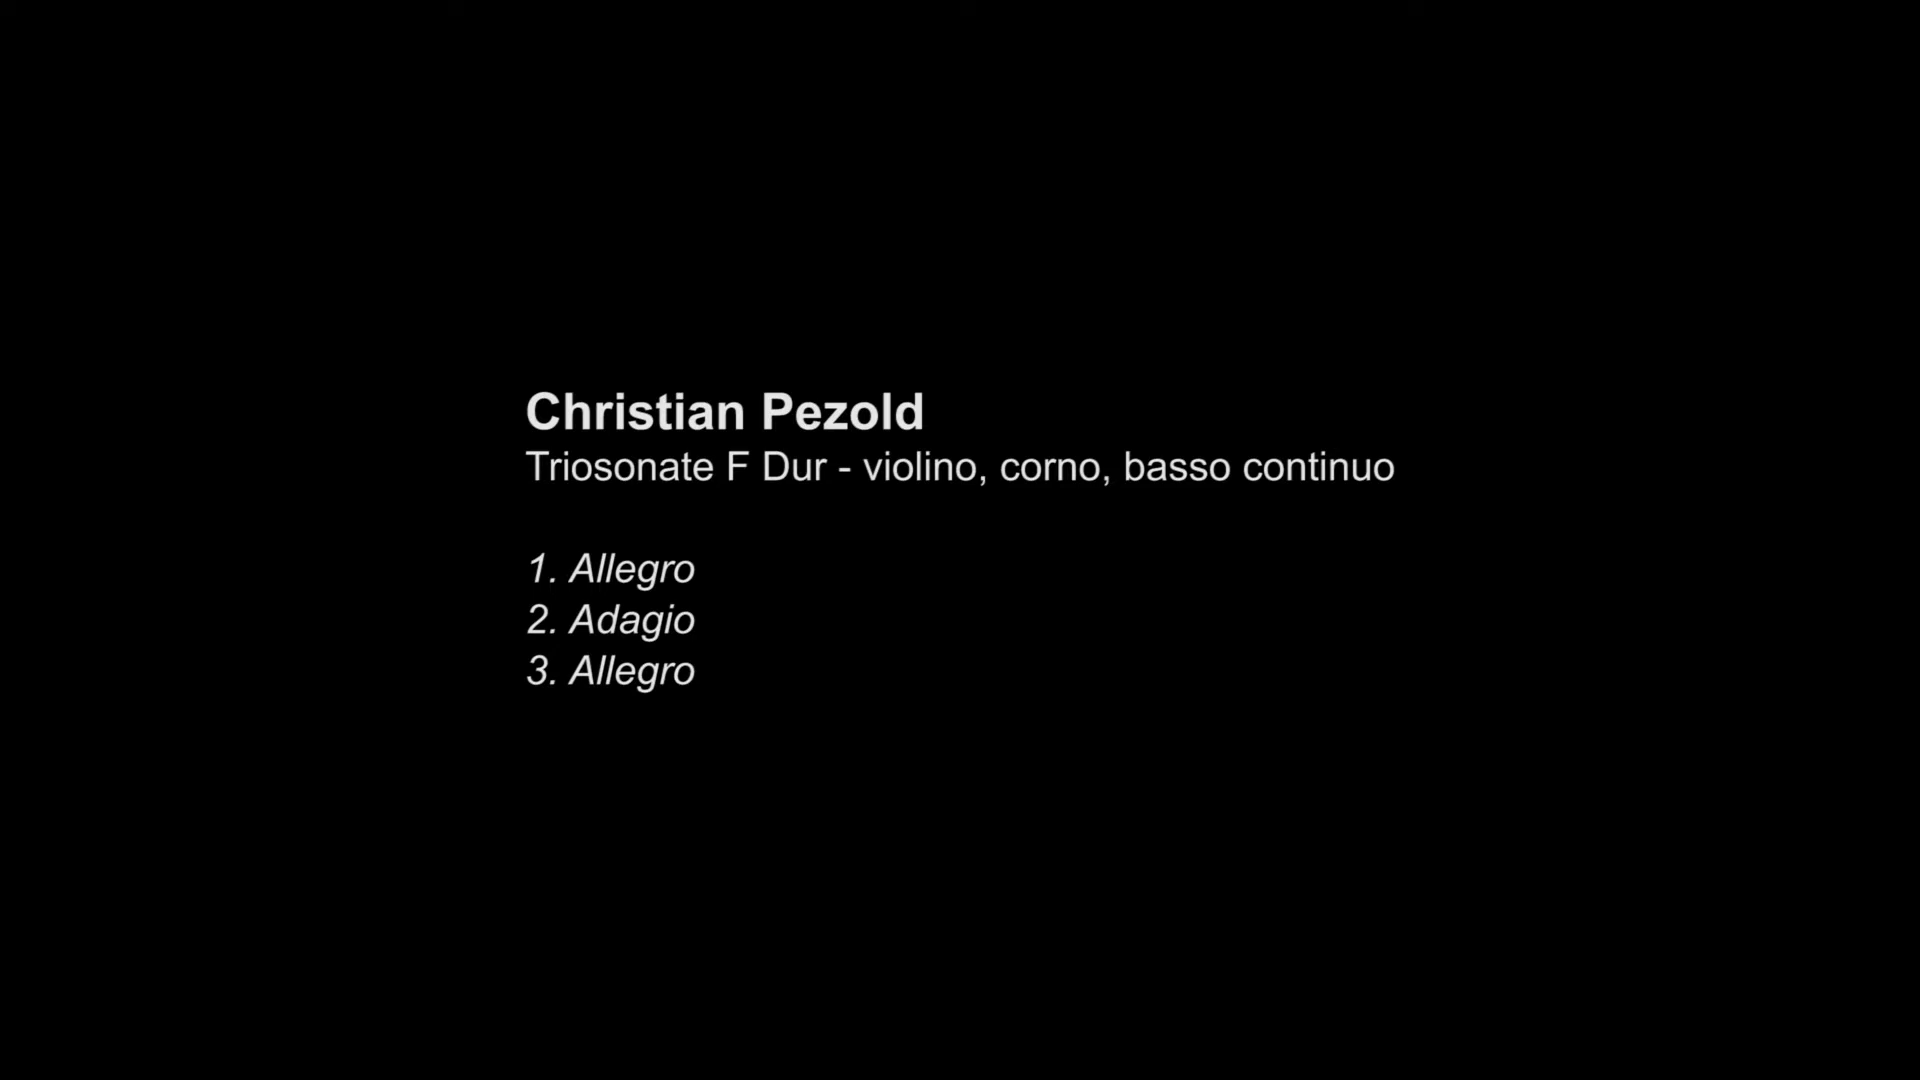 Christian Pezold
Triosonate F Dur - violino, corno, basso continuo
1. Allegro
2. Adagio
3. Allegro